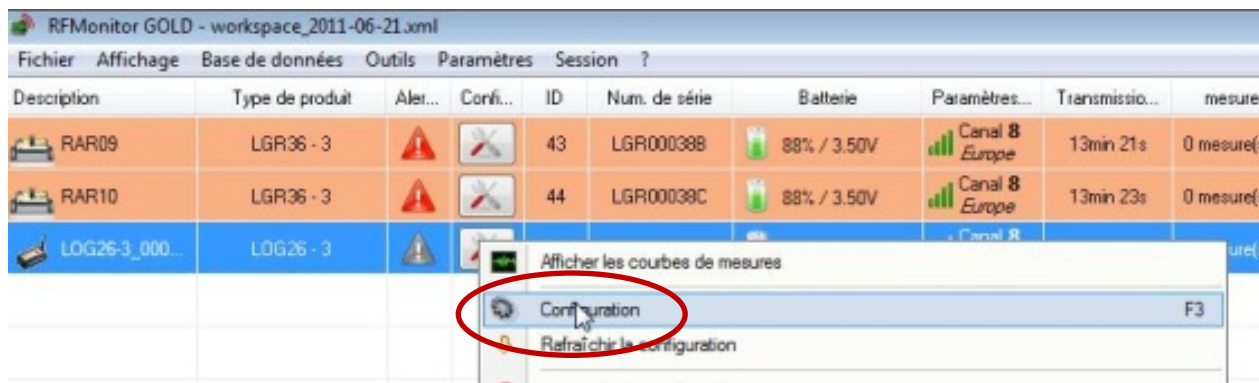 RFMonitor GOLD - workspace_2011-06-21.xml
Fichier Affichage Base de données Outils Paramètres Session ?
Description Type de produit Aler... Confi... ID Num. de série Batterie Paramètres... Transmissio... mesure
RAR09 LGR36 - 3 43 LGR00038B 88% / 3.50V Canal 8 Europe 13min 21s 0 mesure(
RAR10 LGR36 - 3 44 LGR00038C 88% / 3.50V Canal 8 Europe 13min 23s 0 mesure(
LOG26-3_000... LOG26 - 3 Canal 8 ure(
Afficher les courbes de mesures
Configuration F3
Rafraîchir la configuration